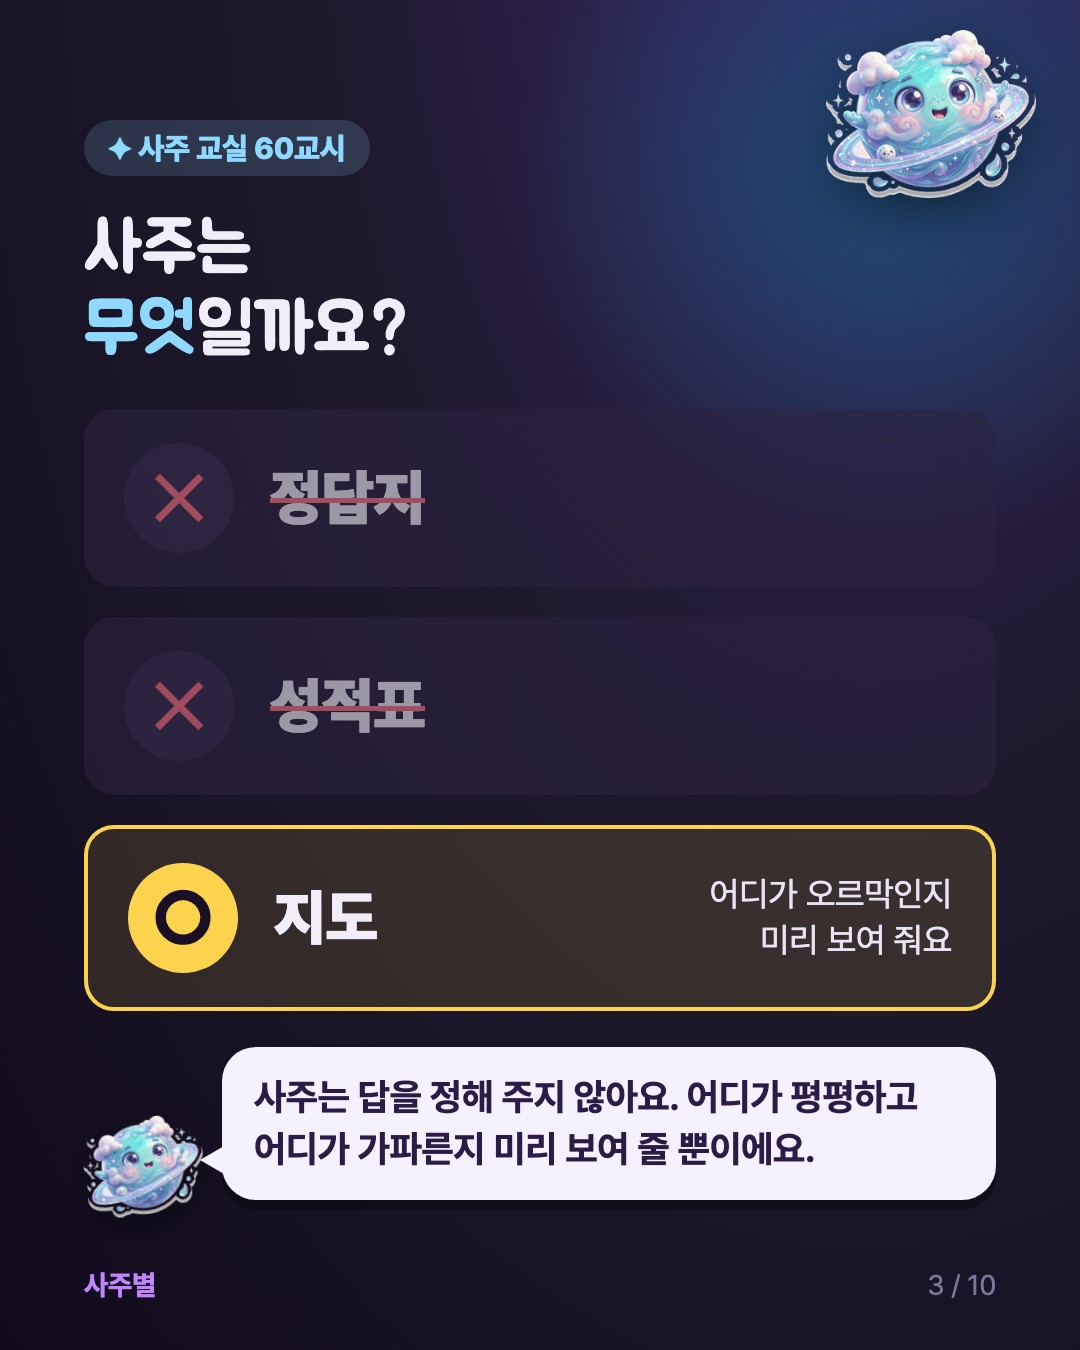 ✦ 사주 교실 60교시
사주는
무엇일까요?
정답지
성적표
지도
어디가 오르막인지
미리 보여 줘요
사주는 답을 정해 주지 않아요. 어디가 평평하고
어디가 가파른지 미리 보여 줄 뿐이에요.
사주별
3 / 10